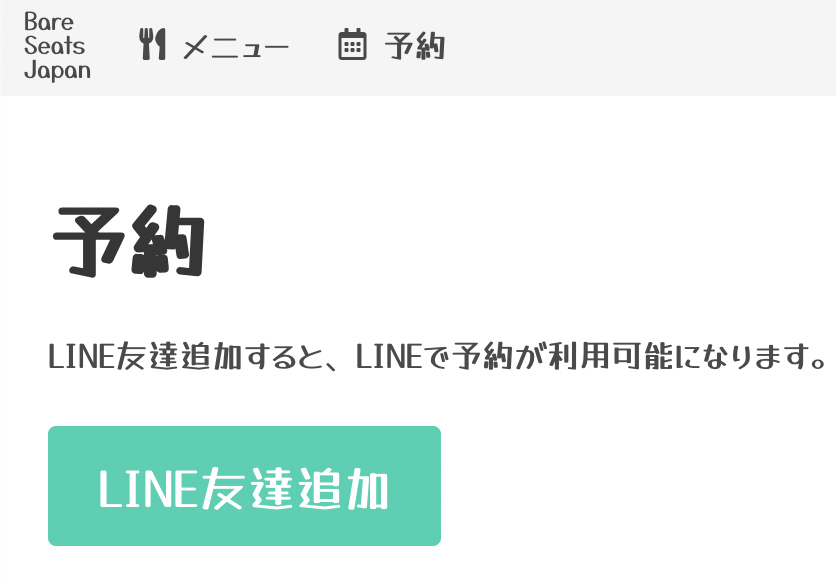 Bare
Seats
Japan
メニュー
予約
予約
LINE友達追加すると、LINEで予約が利用可能になります。
LINE友達追加